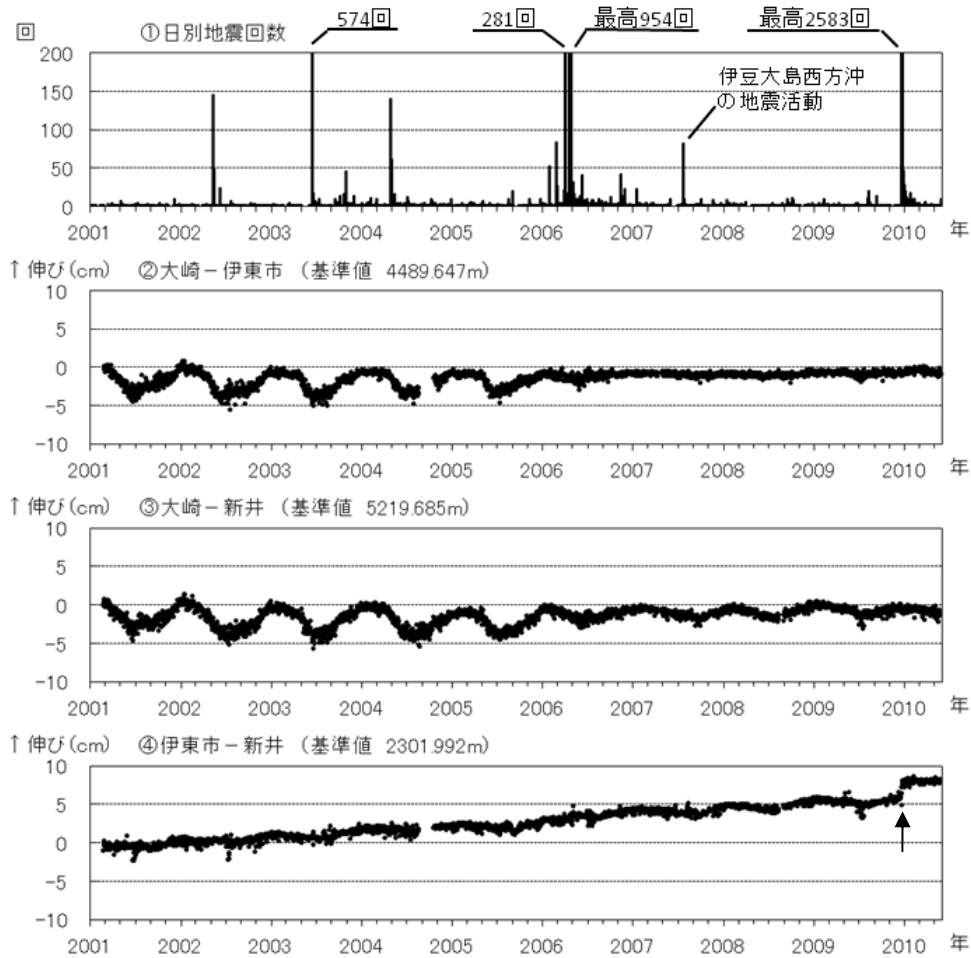 574回 281回 最高954回 最高2583回
回 ①日別地震回数
伊豆大島西方沖
の地震活動
200
150
100
50
0
2001 2002 2003 2004 2005 2006 2007 2008 2009 2010 年
↑伸び(cm) ②大崎－伊東市 (基準値 4489.647m)
10
5
0
-5
-10
2001 2002 2003 2004 2005 2006 2007 2008 2009 2010 年
↑伸び(cm) ③大崎－新井 (基準値 5219.685m)
10
5
0
-5
-10
2001 2002 2003 2004 2005 2006 2007 2008 2009 2010 年
↑伸び(cm) ④伊東市－新井 (基準値 2301.992m)
10
5
0
-5
-10
2001 2002 2003 2004 2005 2006 2007 2008 2009 2010 年